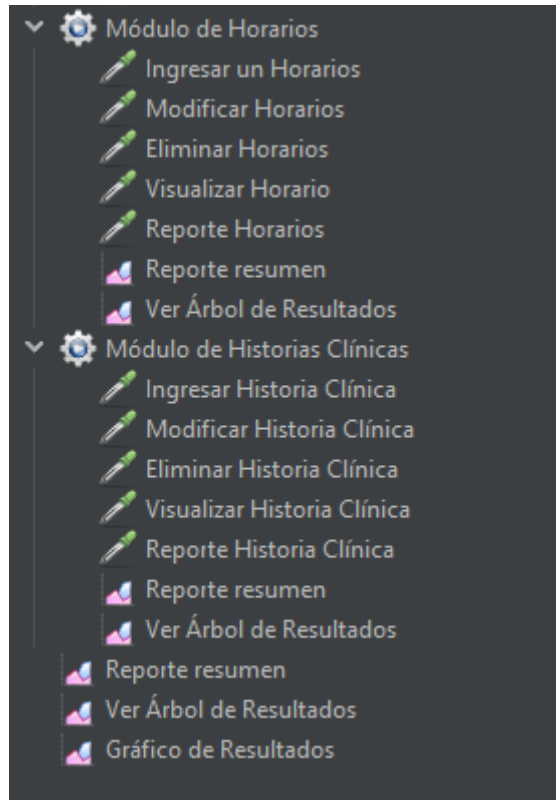 Módulo de Horarios
Ingresar un Horarios
Modificar Horarios
Eliminar Horarios
Visualizar Horario
Reporte Horarios
Reporte resumen
Ver Árbol de Resultados
Módulo de Historias Clínicas
Ingresar Historia Clínica
Modificar Historia Clínica
Eliminar Historia Clínica
Visualizar Historia Clínica
Reporte Historia Clínica
Reporte resumen
Ver Árbol de Resultados
Reporte resumen
Ver Árbol de Resultados
Gráfico de Resultados